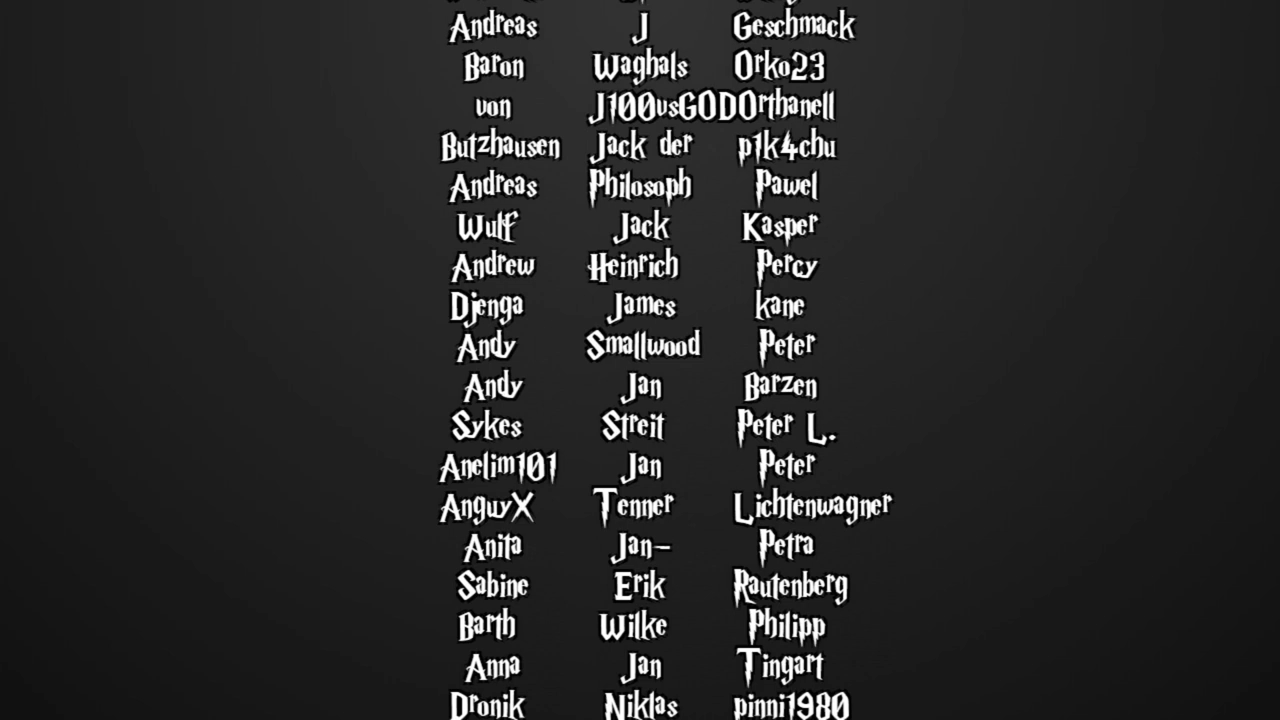 Andreas
Baron
von
Butzhausen
Andreas
Wulf
Andrew
Djenga
Andy
Andy
Sykes
Anelim101
AnguyX
Anita
Sabine
Barth
Anna
Dronik
J
Waghals
J100vsGOD
Jack der
Philosoph
Jack
Heinrich
James
Smallwood
Jan
Streit
Jan
Tenner
Jan-
Erik
Wilke
Jan
Niklas
Geschmack
Orko23
Orthanell
p1k4chu
Pawel
Kasper
Percy
kane
Peter
Barzen
Peter L.
Peter
Lichtenwagner
Petra
Rautenberg
Philipp
Tingart
pinni1980